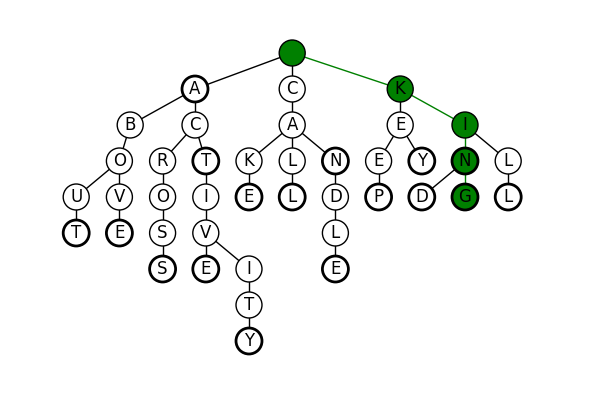 A C K
B C A E I
O R T K L N E Y N L
U V O I E L D P D G L
T E S V L
S E I E
T
Y